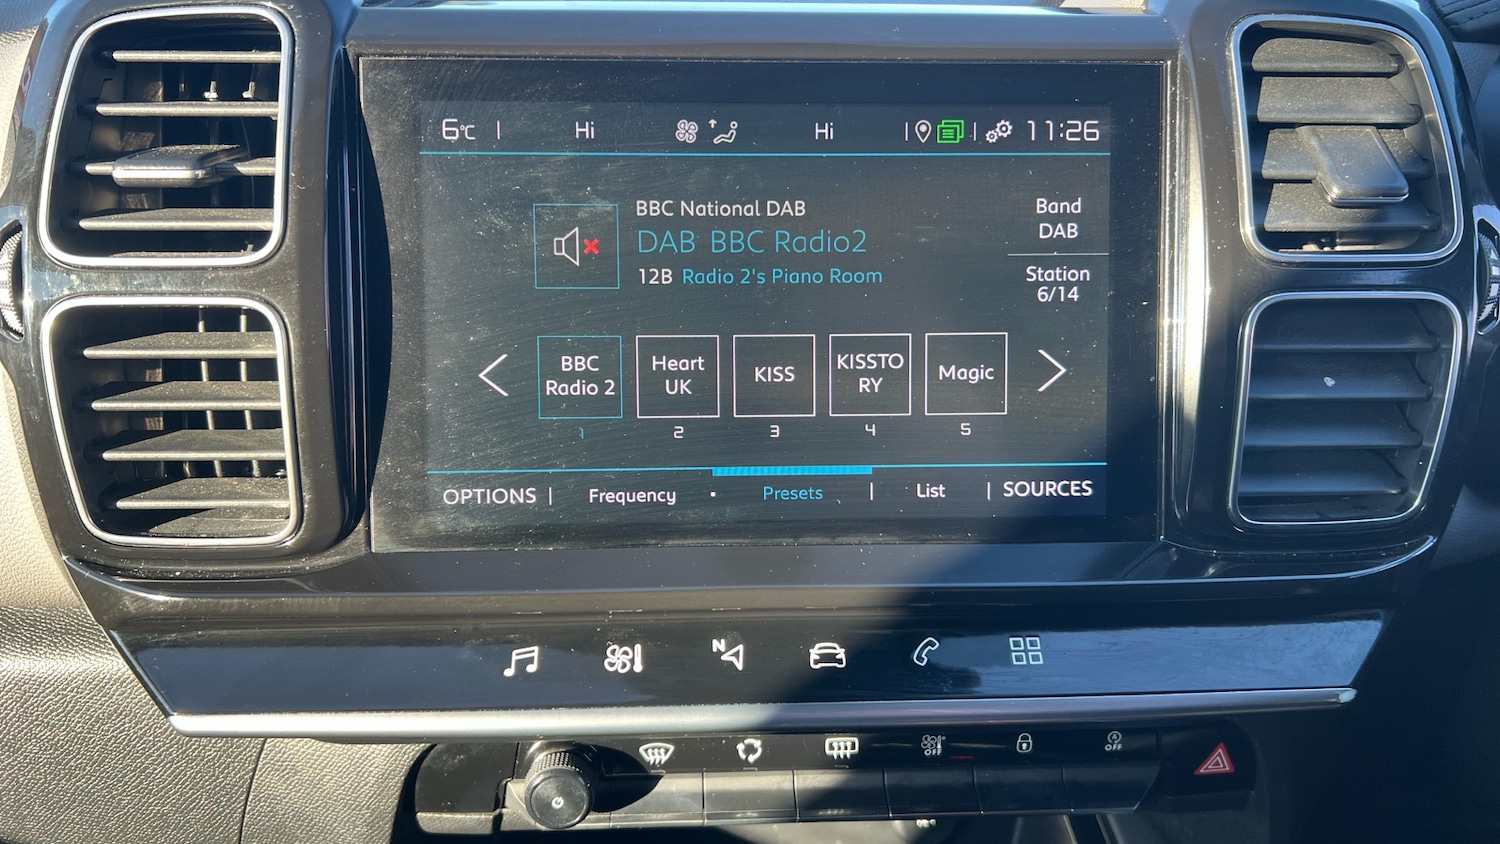 6°C | Hi Hi 11:26
BBC National DAB
DAB BBC Radio2
12B Radio 2's Piano Room
Band
DAB
Station
6/14
BBC
Radio 2
Heart
UK
KISS
KISSTO
RY
Magic
1 2 3 4 5
OPTIONS | Frequency · Presets | List | SOURCES
N
OFF
A
OFF